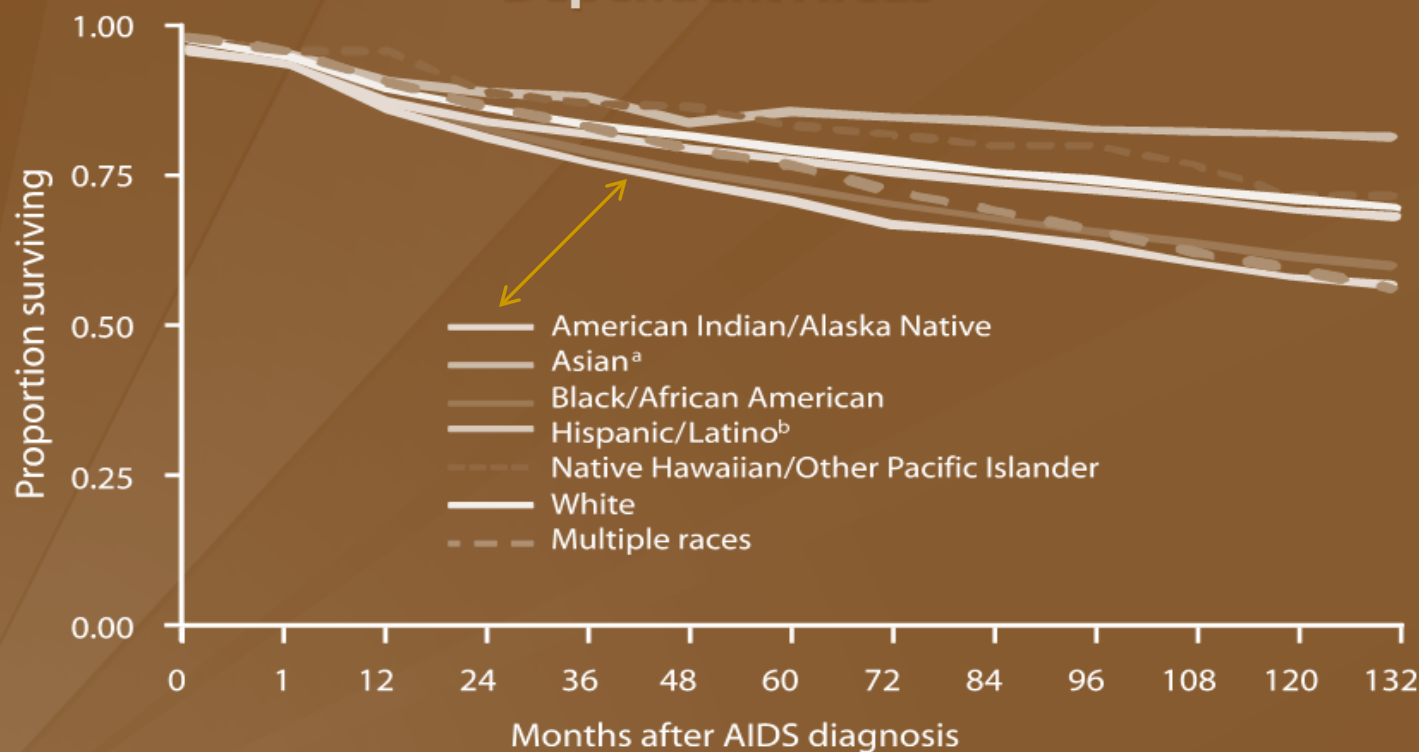 1.00
0.75
0.50
0.25
0.00
Proportion surviving
American Indian/Alaska Native
Asianᵃ
Black/African American
Hispanic/Latinoᵇ
Native Hawaiian/Other Pacific Islander
White
Multiple races
0 1 12 24 36 48 60 72 84 96 108 120 132
Months after AIDS diagnosis